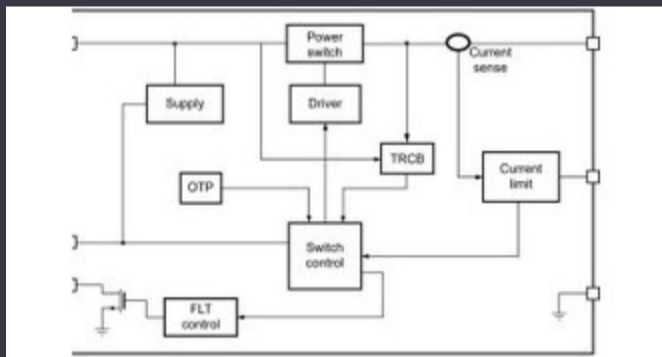 Power
switch
Current
sense
Supply
Driver
TRCB
Current
limit
OTP
Switch
control
FLT
control